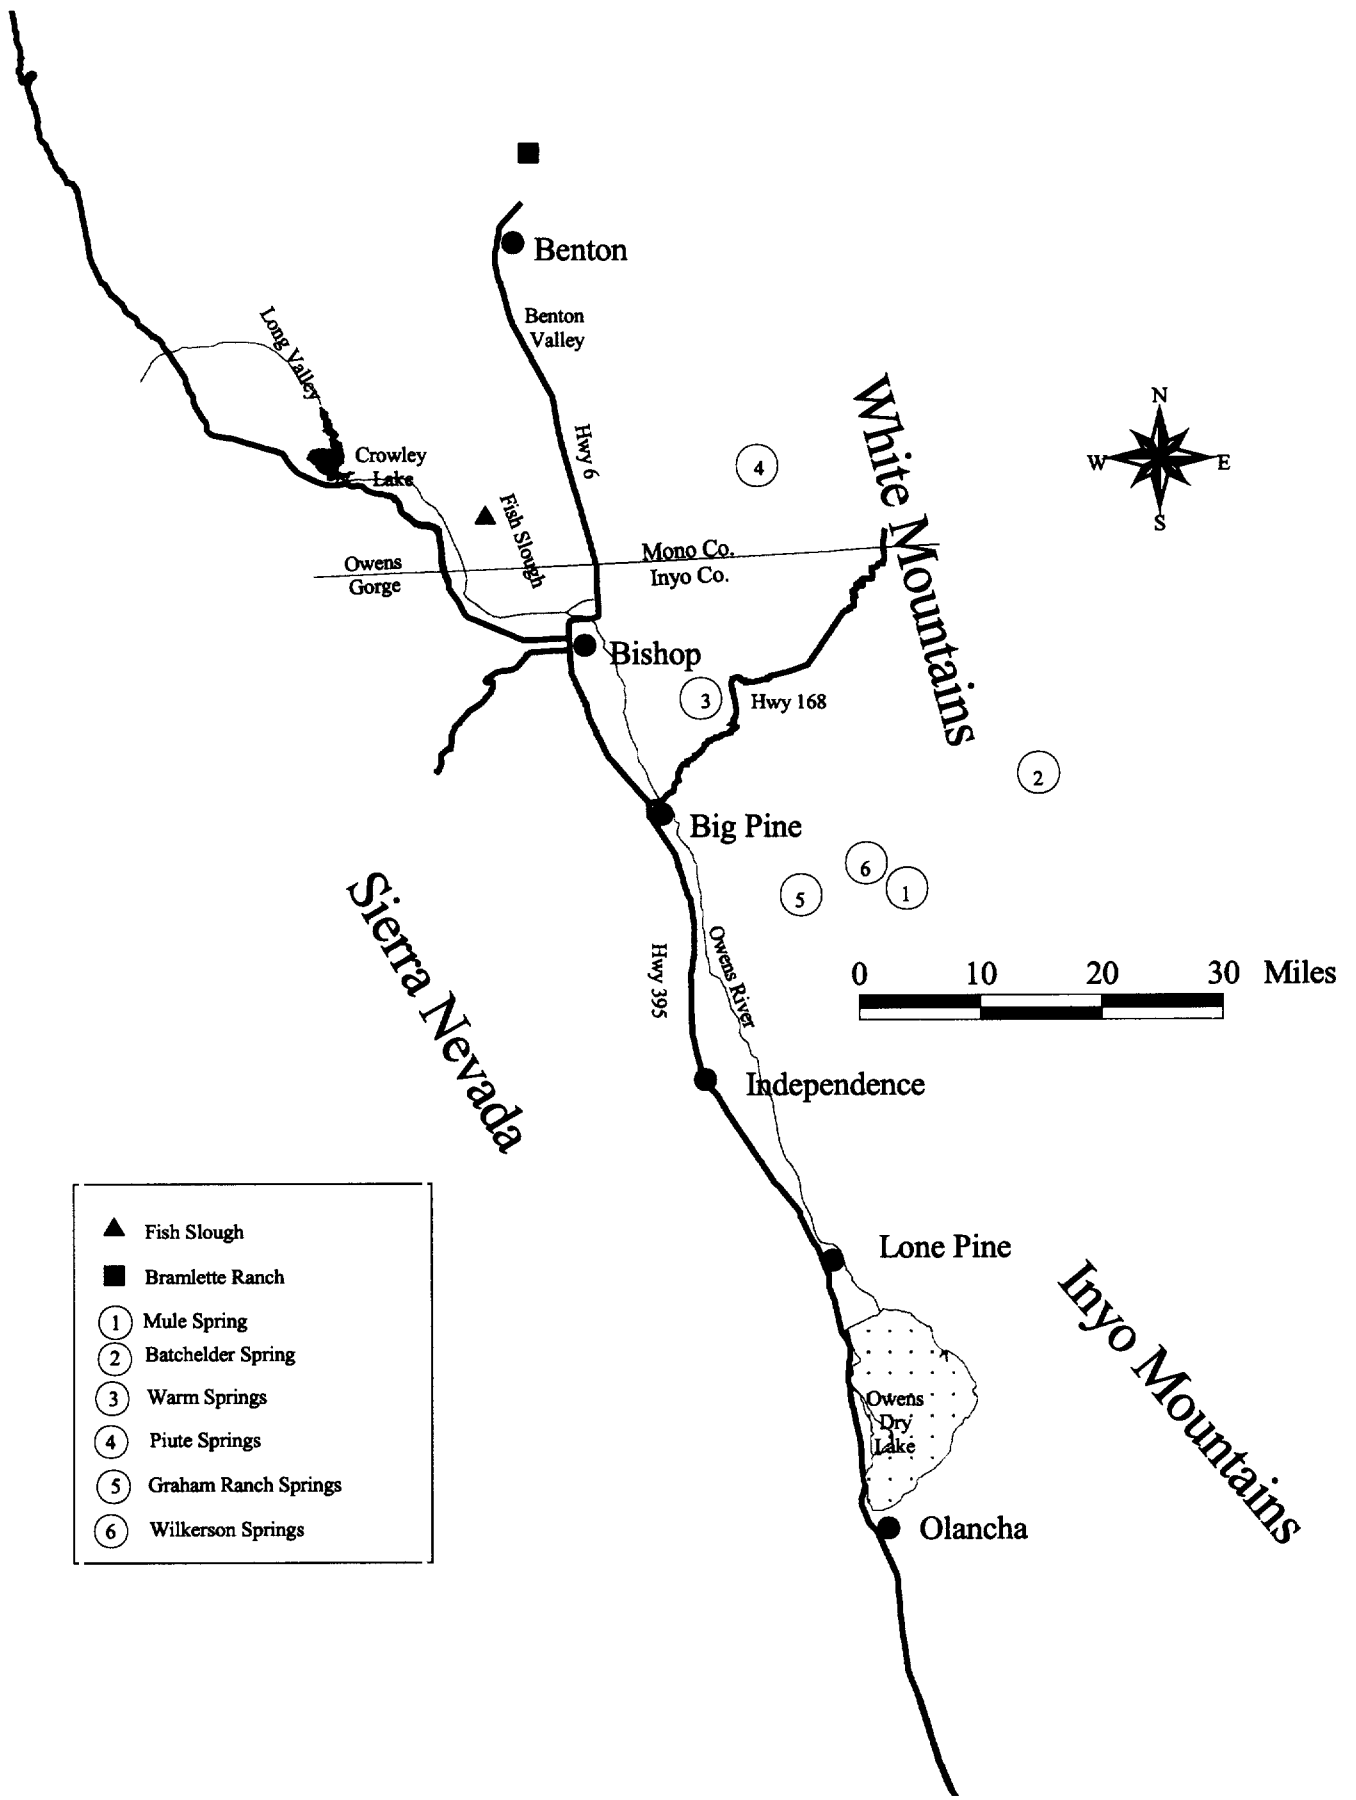 Benton
Benton
Valley
Long Valley
Hwy 6
White Mountains
N
W
E
S
4
Crowley
Lake
Fish Slough
Owens
Gorge
Mono Co.
Inyo Co.
Bishop
3
Hwy 168
2
Big Pine
6
5
1
Sierra Nevada
Hwy 395
Owens River
0 10 20 30 Miles
Independence
Lone Pine
Inyo Mountains
Owens
Dry
Lake
Olancha
Fish Slough
Bramlette Ranch
1 Mule Spring
2 Batchelder Spring
3 Warm Springs
4 Piute Springs
5 Graham Ranch Springs
6 Wilkerson Springs